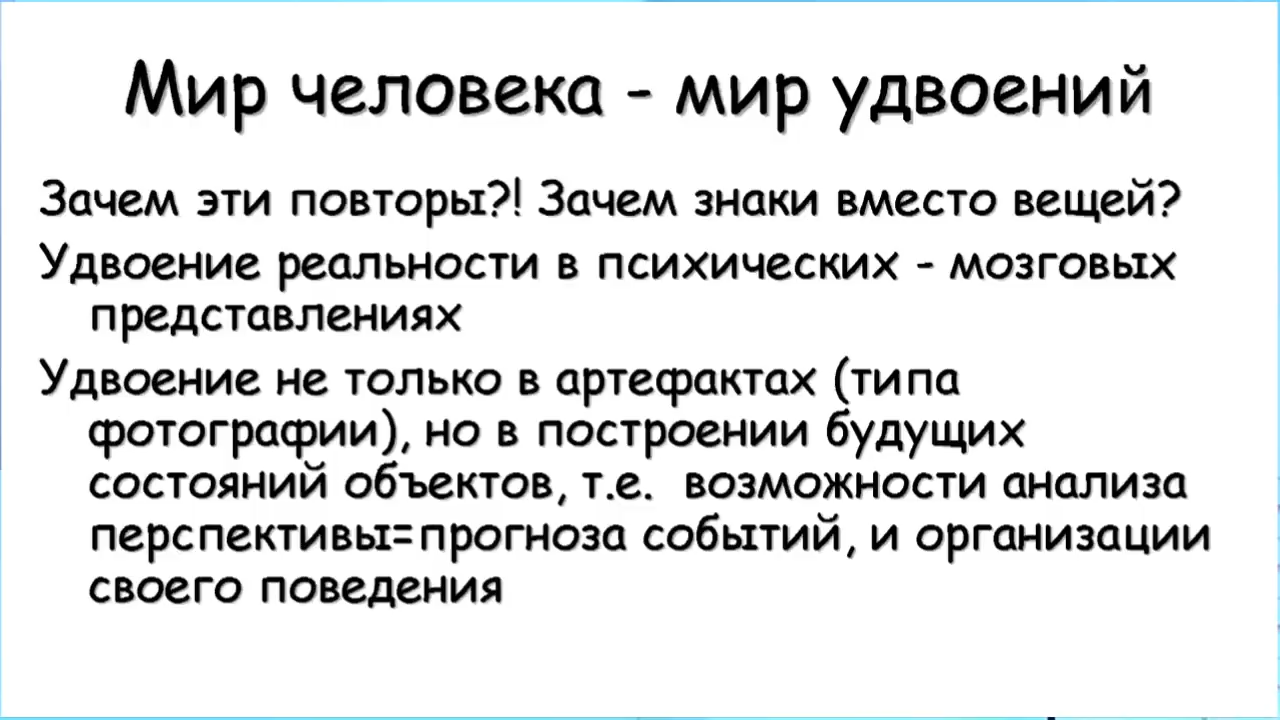 Мир человека - мир удвоений
Зачем эти повторы?! Зачем знаки вместо вещей?
Удвоение реальности в психических - мозговых
представлениях
Удвоение не только в артефактах (типа
фотографии), но в построении будущих
состояний объектов, т.е. возможности анализа
перспективы=прогноза событий, и организации
своего поведения